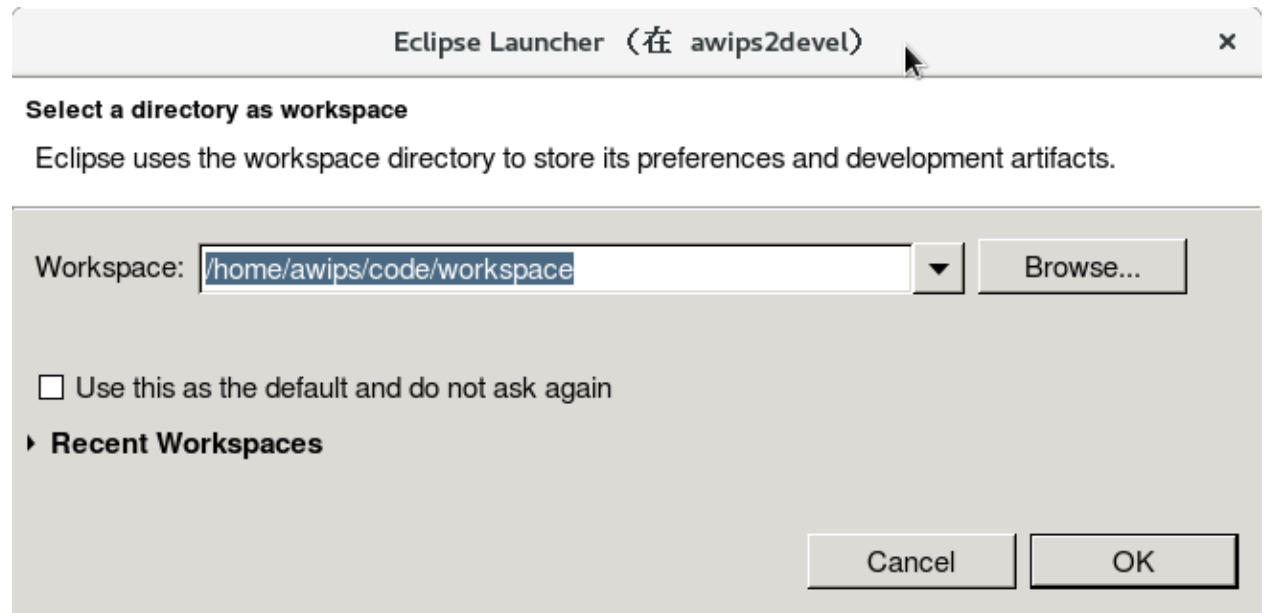 Eclipse Launcher （在 awips2devel）
Select a directory as workspace
Eclipse uses the workspace directory to store its preferences and development artifacts.
Workspace: /home/awips/code/workspace Browse...
Use this as the default and do not ask again
Recent Workspaces
Cancel OK